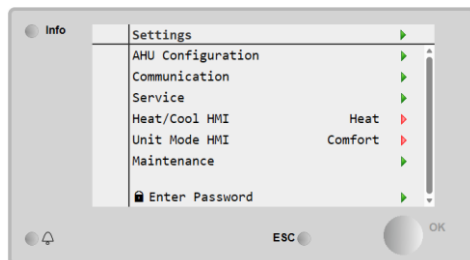 Info
Settings
AHU Configuration
Communication
Service
Heat/Cool HMI Heat
Unit Mode HMI Comfort
Maintenance
Enter Password
ESC
OK